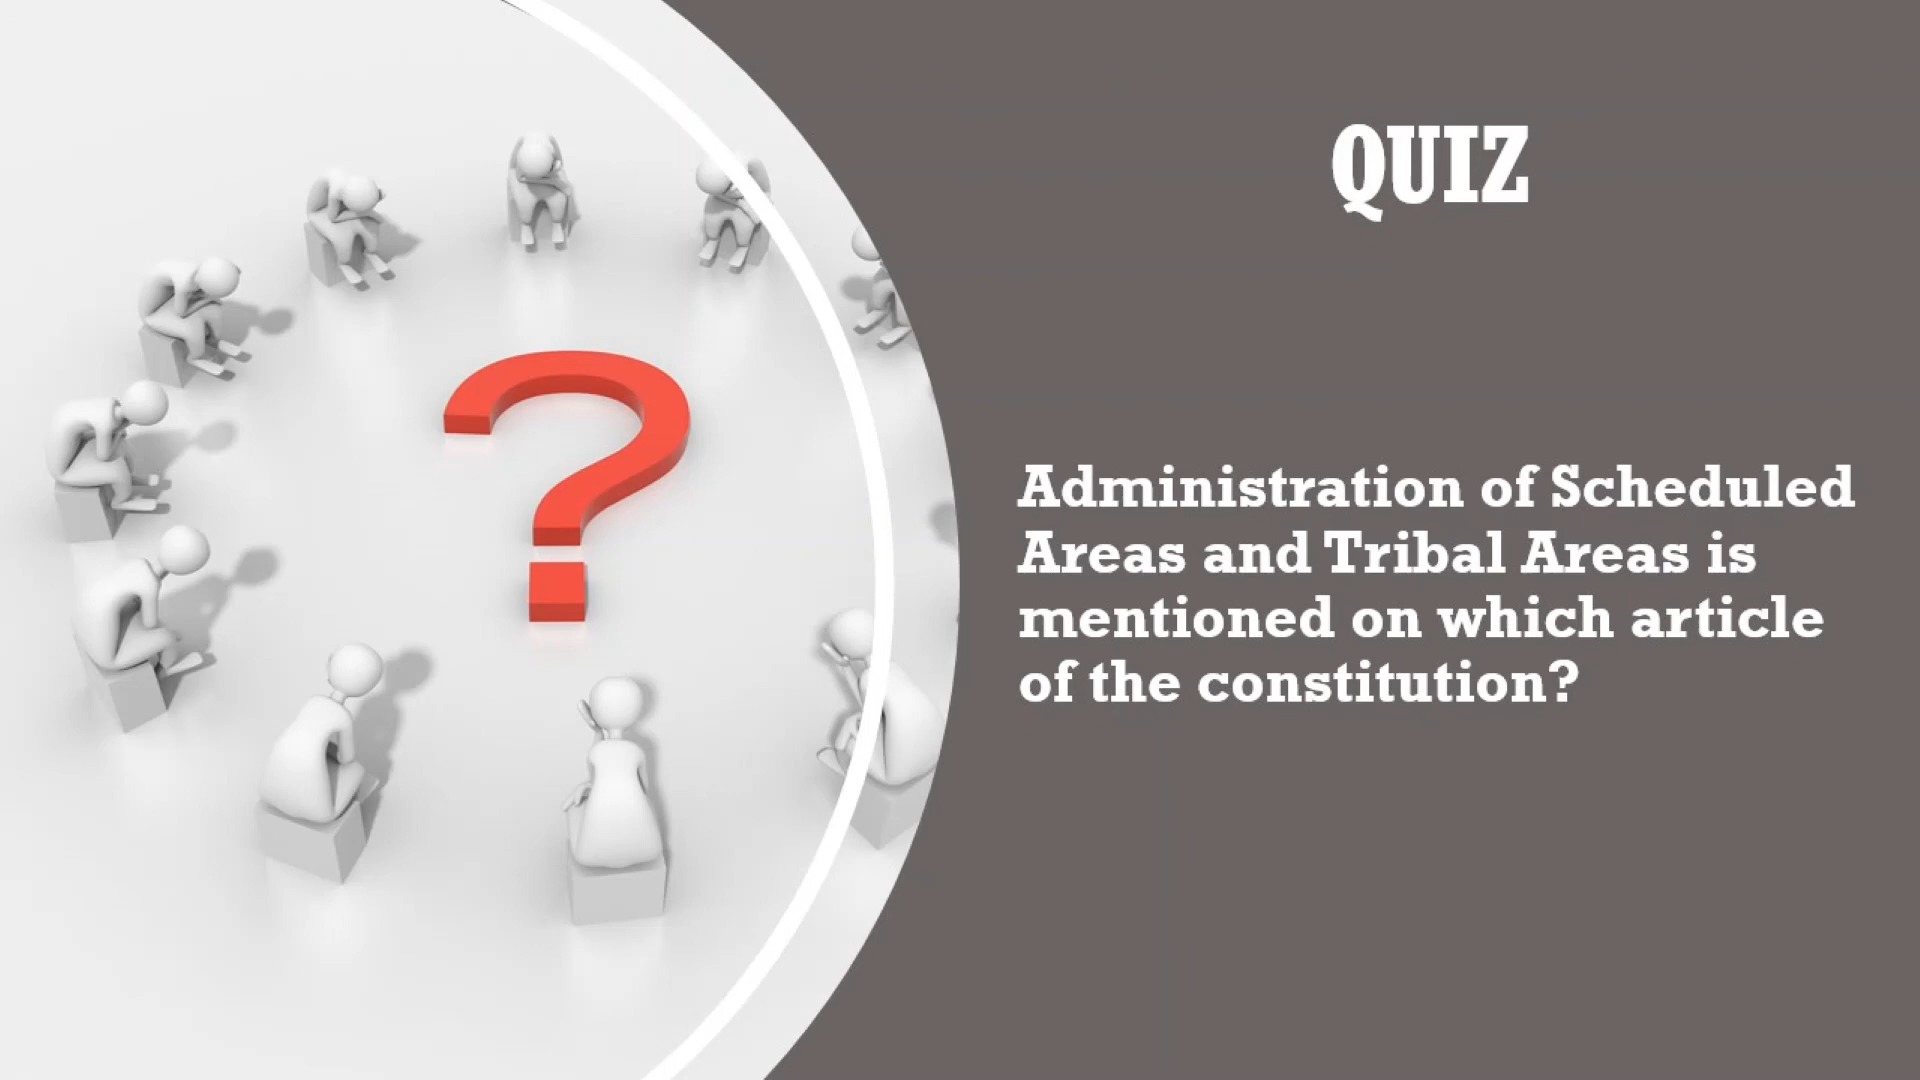 QUIZ
Administration of Scheduled
Areas and Tribal Areas is
mentioned on which article
of the constitution?